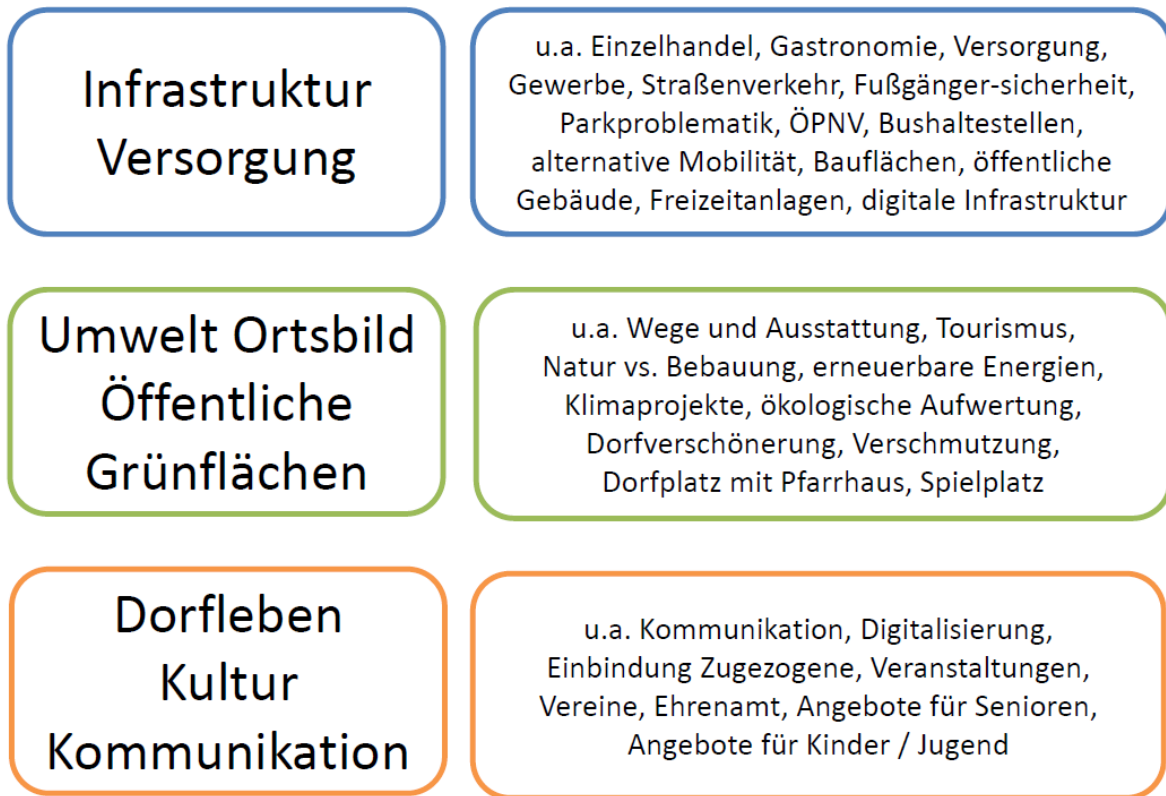 Infrastruktur
Versorgung
u.a. Einzelhandel, Gastronomie, Versorgung,
Gewerbe, Straßenverkehr, Fußgänger-sicherheit,
Parkproblematik, ÖPNV, Bushaltestellen,
alternative Mobilität, Bauflächen, öffentliche
Gebäude, Freizeitanlagen, digitale Infrastruktur
Umwelt Ortsbild
Öffentliche
Grünflächen
u.a. Wege und Ausstattung, Tourismus,
Natur vs. Bebauung, erneuerbare Energien,
Klimaprojekte, ökologische Aufwertung,
Dorfverschönerung, Verschmutzung,
Dorfplatz mit Pfarrhaus, Spielplatz
Dorfleben
Kultur
Kommunikation
u.a. Kommunikation, Digitalisierung,
Einbindung Zugezogene, Veranstaltungen,
Vereine, Ehrenamt, Angebote für Senioren,
Angebote für Kinder / Jugend